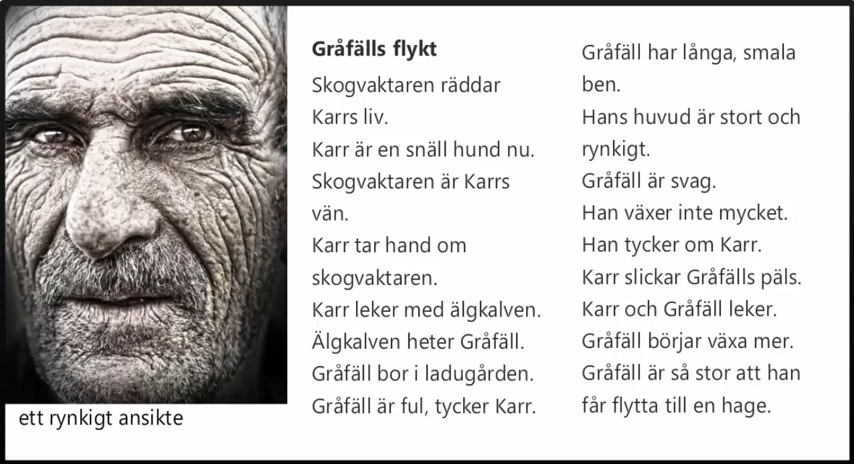 Gråfälls flykt
Skogvaktaren räddar
Karrs liv.
Karr är en snäll hund nu.
Skogvaktaren är Karrs
vän.
Karr tar hand om
skogvaktaren.
Karr leker med älgkalven.
Älgkalven heter Gråfäll.
Gråfäll bor i ladugården.
Gråfäll är ful, tycker Karr.
Gråfäll har långa, smala
ben.
Hans huvud är stort och
rynkigt.
Gråfäll är svag.
Han växer inte mycket.
Han tycker om Karr.
Karr slickar Gråfälls päls.
Karr och Gråfäll leker.
Gråfäll börjar växa mer.
Gråfäll är så stor att han
får flytta till en hage.
ett rynkigt ansikte